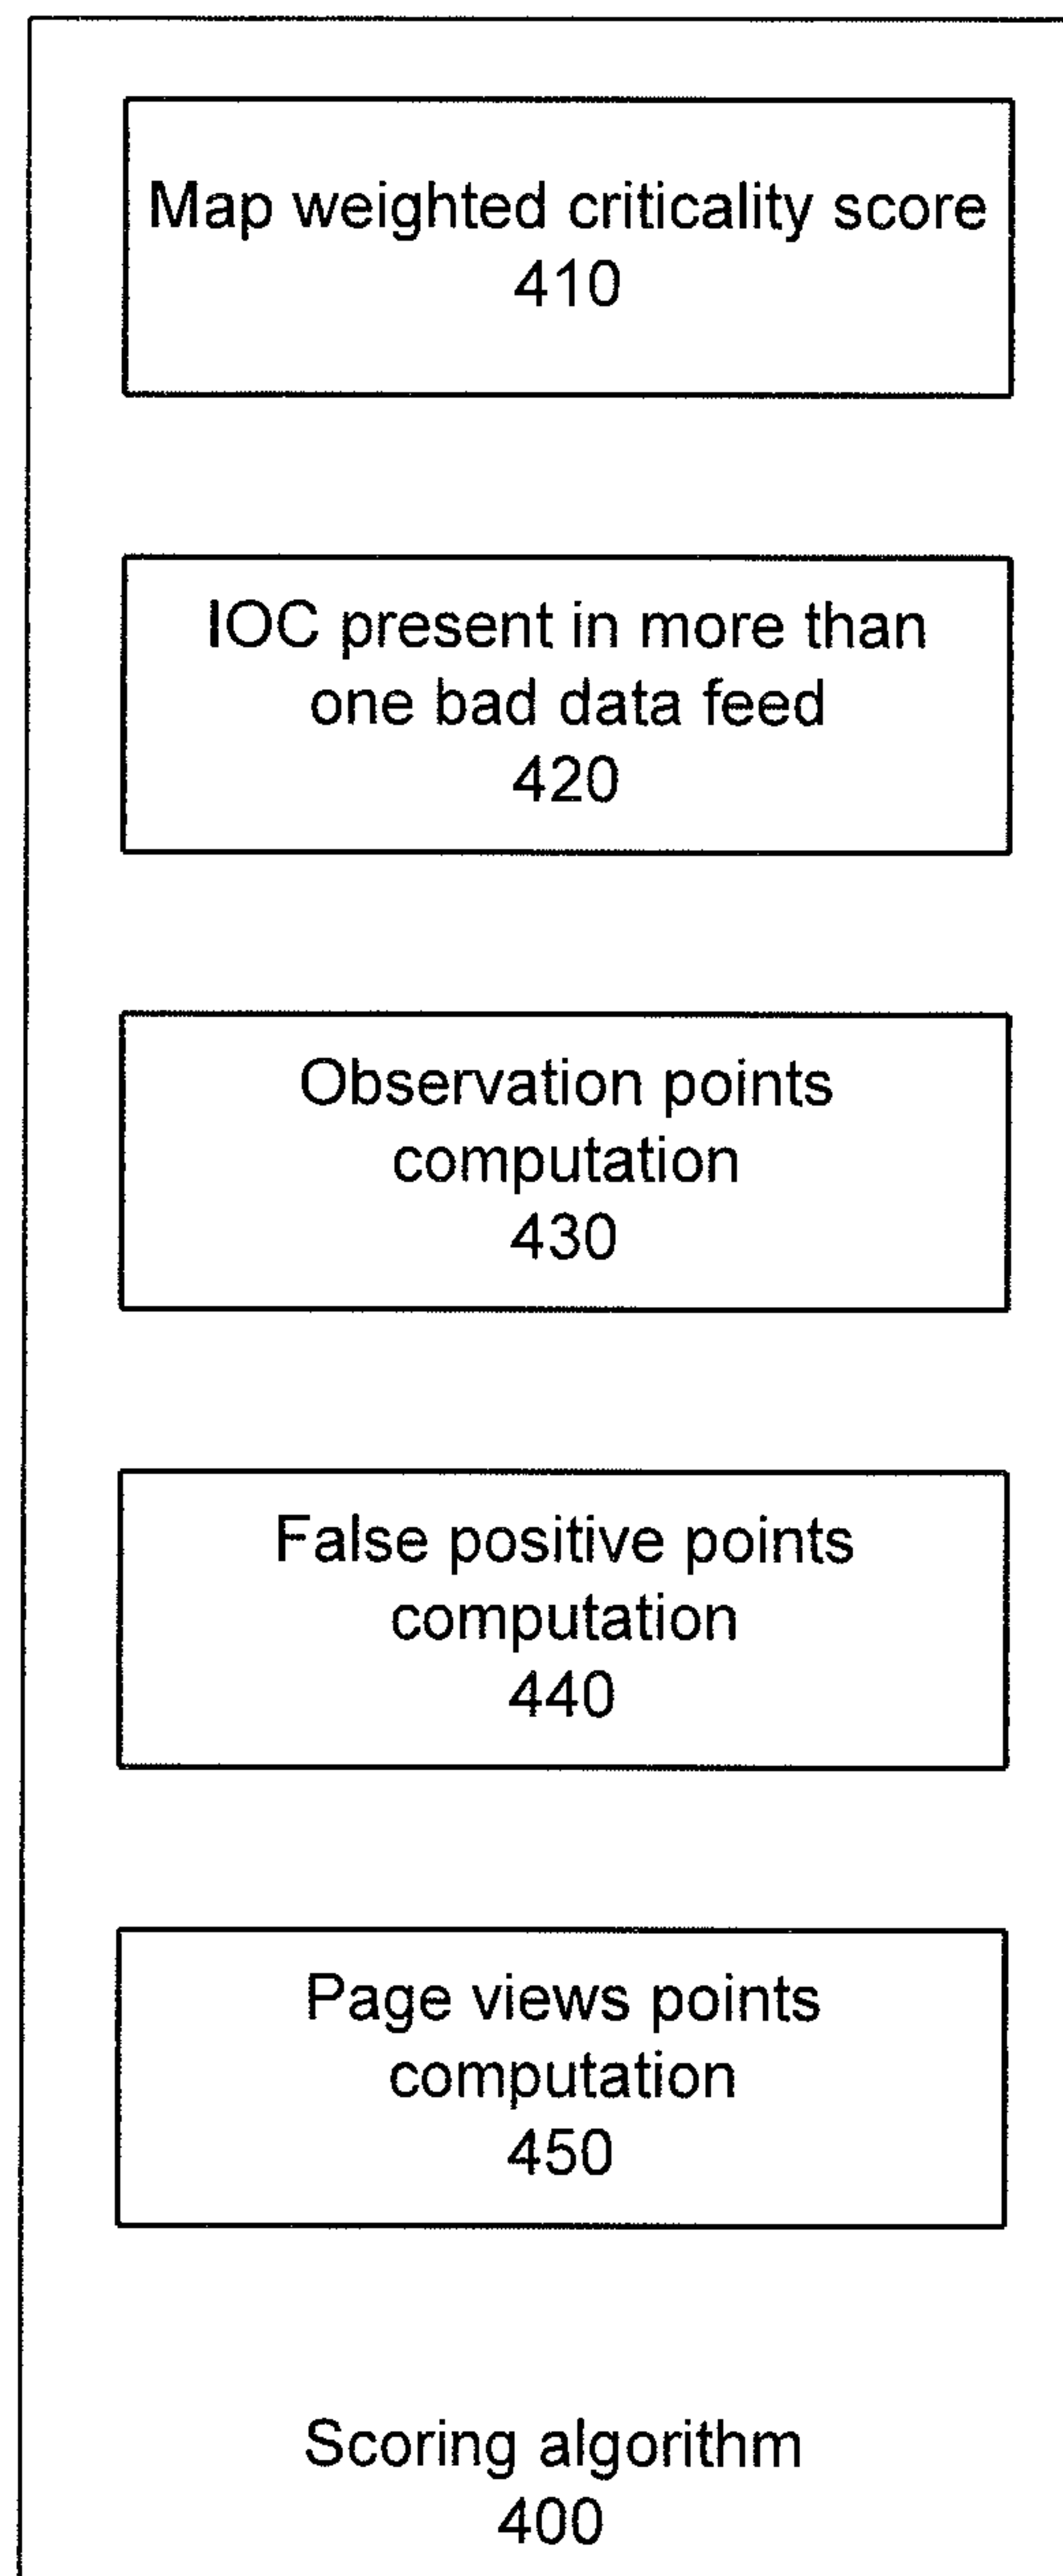 Map weighted criticality score
410
IOC present in more than
one bad data feed
420
Observation points
computation
430
False positive points
computation
440
Page views points
computation
450
Scoring algorithm
400